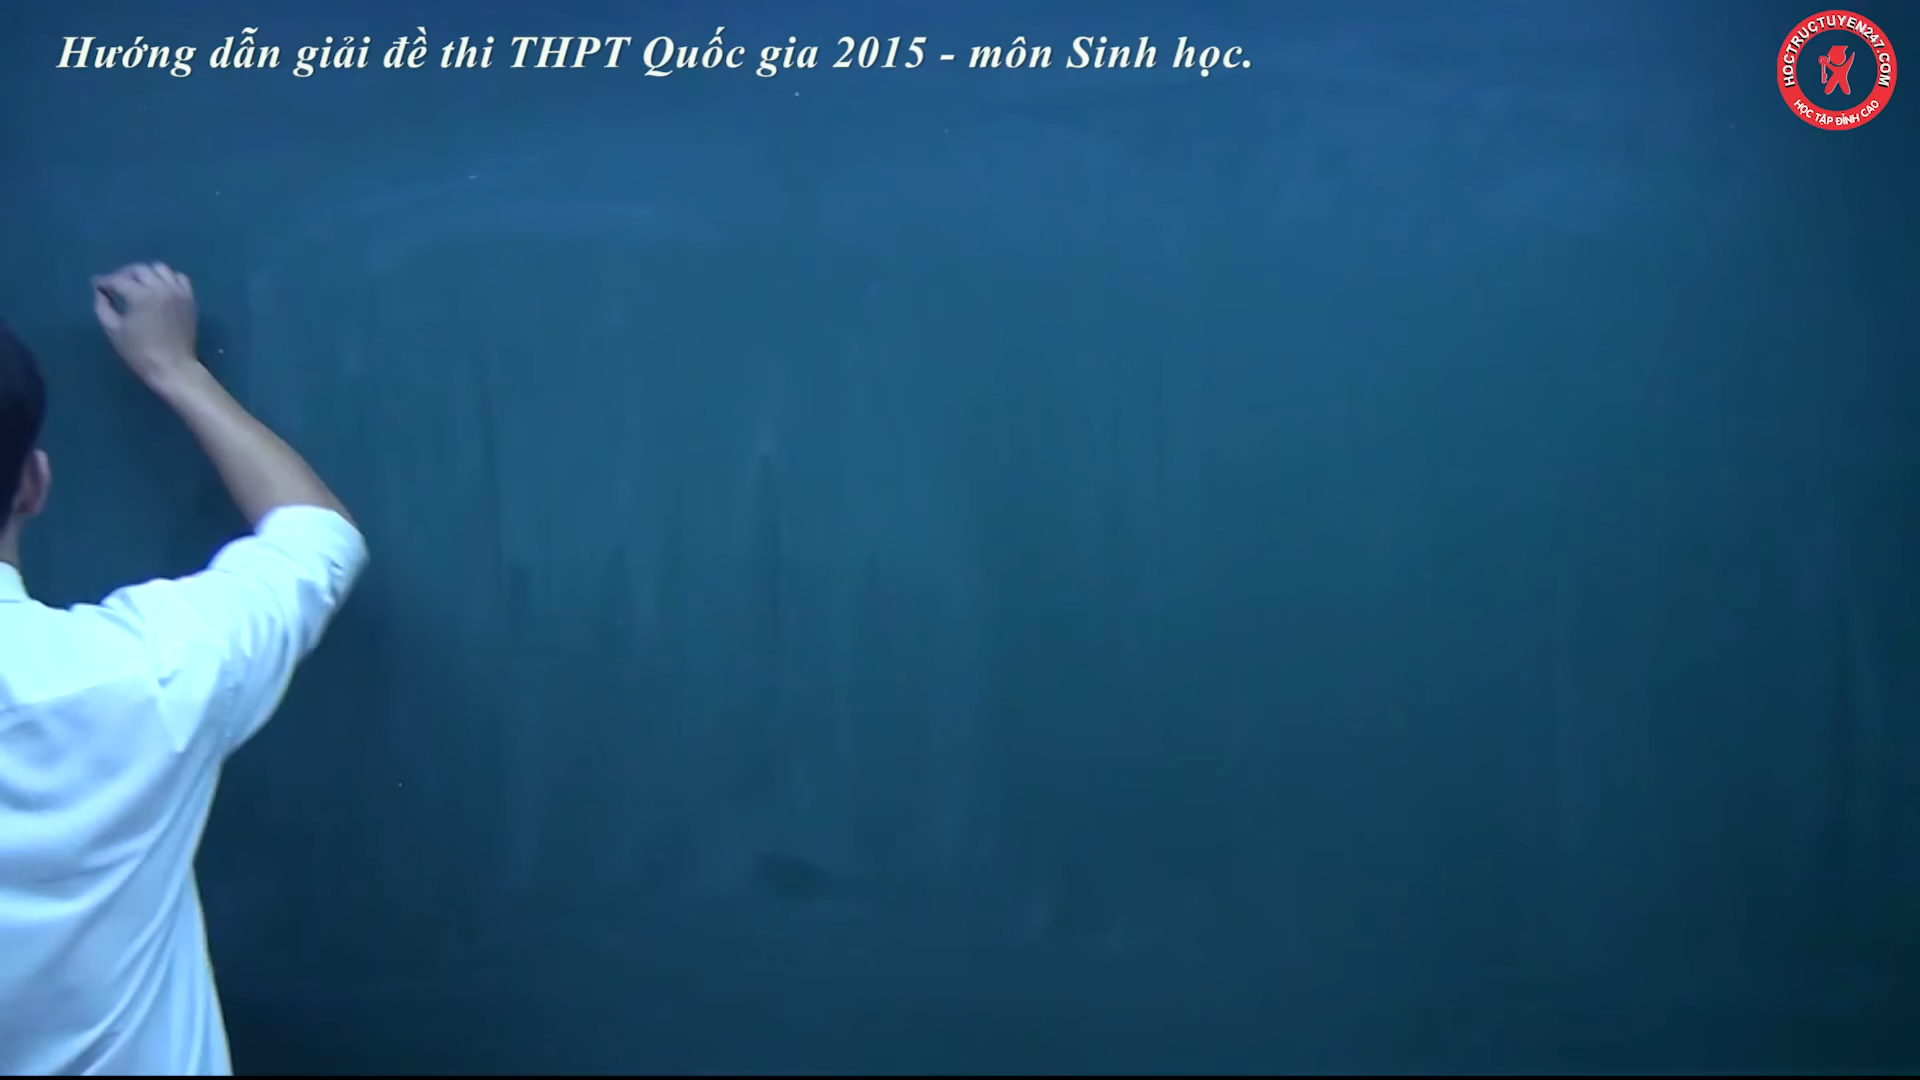 Hướng dẫn giải đề thi THPT Quốc gia 2015 - môn Sinh học.
HOCTRUCTUYEN247.COM
HỌC TẬP ĐỈNH CAO